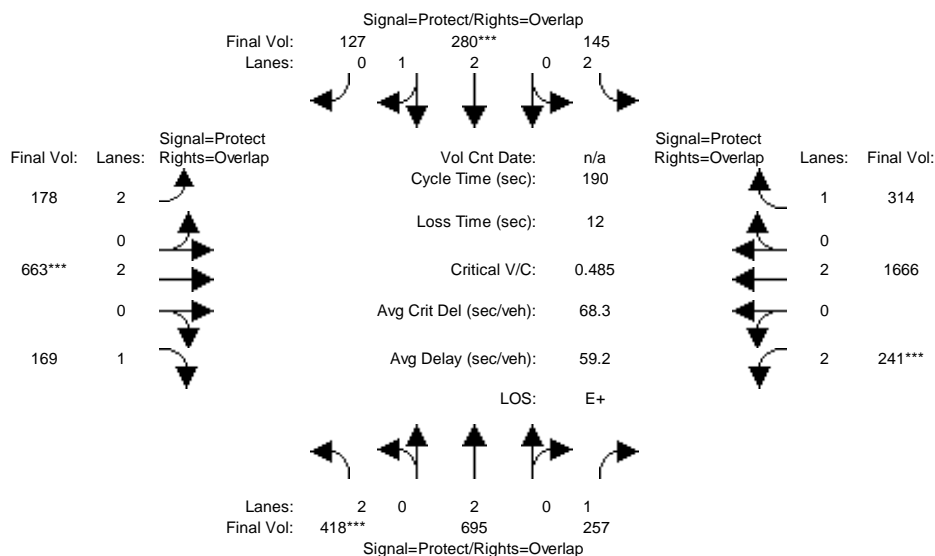 Signal=Protect/Rights=Overlap
Final Vol: 127 280*** 145
Lanes: 0 1 2 0 2
Signal=Protect
Final Vol: Lanes: Rights=Overlap
Vol Cnt Date: n/a
Signal=Protect
Rights=Overlap Lanes: Final Vol:
Cycle Time (sec): 190
178 2
1 314
Loss Time (sec): 12
0
0
663*** 2
Critical V/C: 0.485
2 1666
0
Avg Crit Del (sec/veh): 68.3
0
169 1
Avg Delay (sec/veh): 59.2
2 241***
LOS: E+
Lanes: 2 0 2 0 1
Final Vol: 418*** 695 257
Signal=Protect/Rights=Overlap